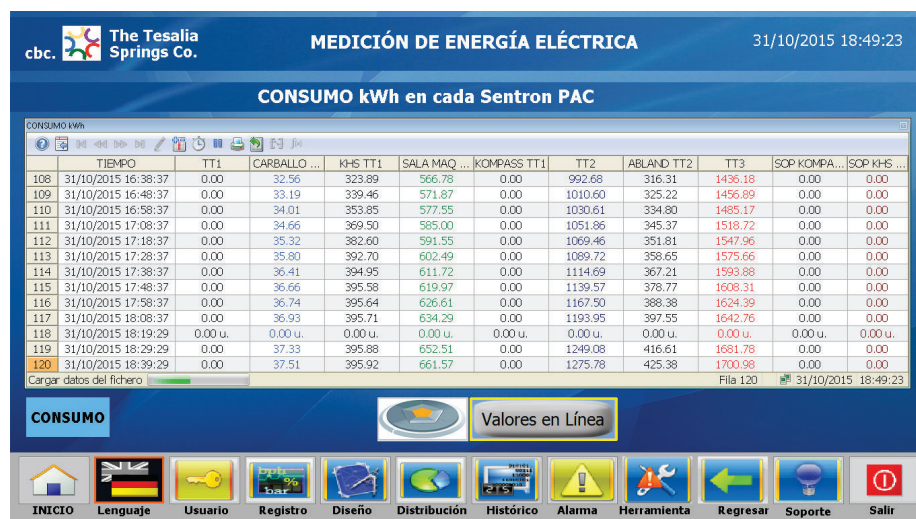 cbc. The Tesalia Springs Co. MEDICIÓN DE ENERGÍA ELÉCTRICA 31/10/2015 18:49:23
CONSUMO kWh en cada Sentron PAC
CONSUMO kWh
TIEMPO TT1 CARBALLO ... KHS TT1 SALA MAQ ... KOMPASS TT1 TT2 ABLAND TT2 TT3 SOP KOMPA... SOP KHS ...
108 31/10/2015 16:38:37 0.00 32.56 323.89 566.78 0.00 992.68 316.31 1436.18 0.00 0.00
109 31/10/2015 16:48:37 0.00 33.19 339.46 571.87 0.00 1010.60 325.22 1456.89 0.00 0.00
110 31/10/2015 16:58:37 0.00 34.01 353.85 577.55 0.00 1030.61 334.80 1485.17 0.00 0.00
111 31/10/2015 17:08:37 0.00 34.66 369.50 585.00 0.00 1051.86 345.37 1518.72 0.00 0.00
112 31/10/2015 17:18:37 0.00 35.32 382.60 591.55 0.00 1069.46 351.81 1547.96 0.00 0.00
113 31/10/2015 17:28:37 0.00 35.80 392.70 602.49 0.00 1089.72 358.65 1575.66 0.00 0.00
114 31/10/2015 17:38:37 0.00 36.41 394.95 611.72 0.00 1114.69 367.21 1593.88 0.00 0.00
115 31/10/2015 17:48:37 0.00 36.66 395.58 619.97 0.00 1139.57 378.77 1608.31 0.00 0.00
116 31/10/2015 17:58:37 0.00 36.74 395.64 626.61 0.00 1167.50 388.38 1624.39 0.00 0.00
117 31/10/2015 18:08:37 0.00 36.93 395.71 634.29 0.00 1193.95 397.55 1642.76 0.00 0.00
118 31/10/2015 18:19:29 0.00 u. 0.00 u. 0.00 u. 0.00 u. 0.00 u. 0.00 u. 0.00 u. 0.00 u. 0.00 u. 0.00 u.
119 31/10/2015 18:29:29 0.00 37.33 395.88 652.51 0.00 1249.08 416.61 1681.78 0.00 0.00
120 31/10/2015 18:39:29 0.00 37.51 395.92 661.57 0.00 1275.78 425.38 1700.98 0.00 0.00
Cargar datos del fichero Fila 120 31/10/2015 18:49:23
CONSUMO Valores en Línea
bph % bar
INICIO Lenguaje Usuario Registro Diseño Distribución Histórico Alarma Herramienta Regresar Soporte Salir